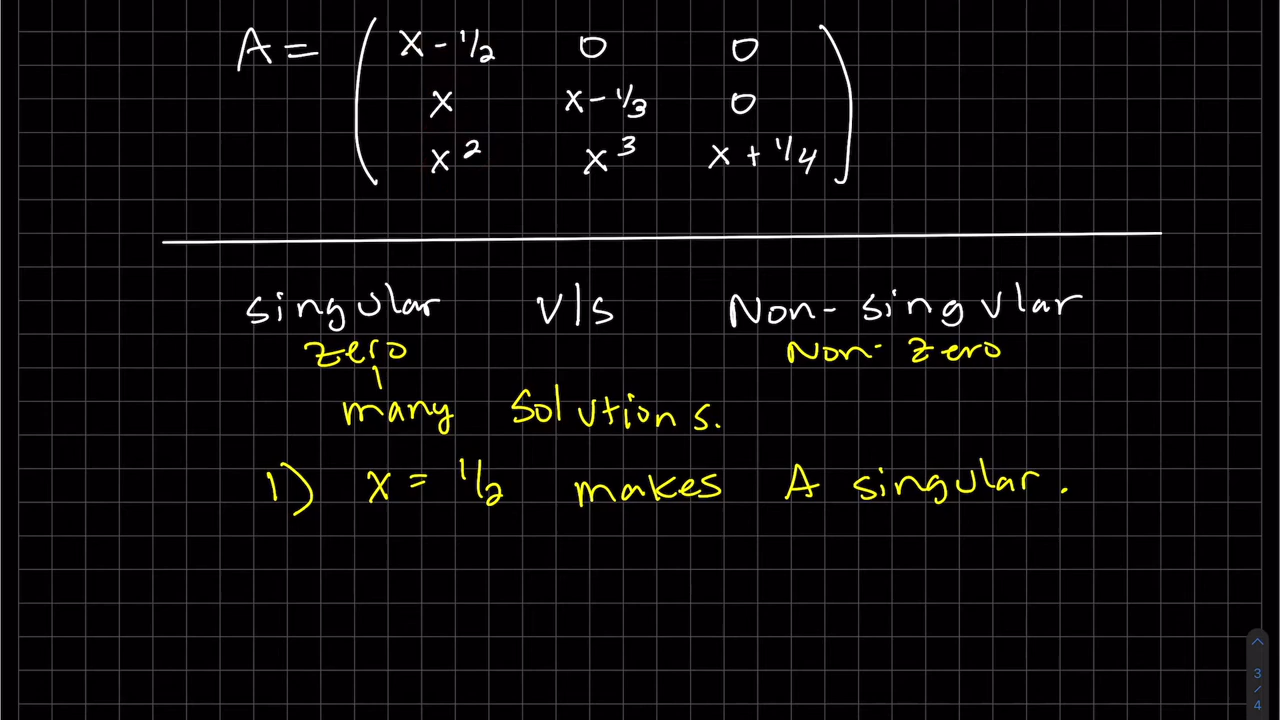 A = ( x - 1/2 0 0
x x - 1/3 0
x² x³ x + 1/4 )
singular v/s Non-singular
zero Non-zero
many solutions.
1) x = 1/2 makes A singular.
3
/
4